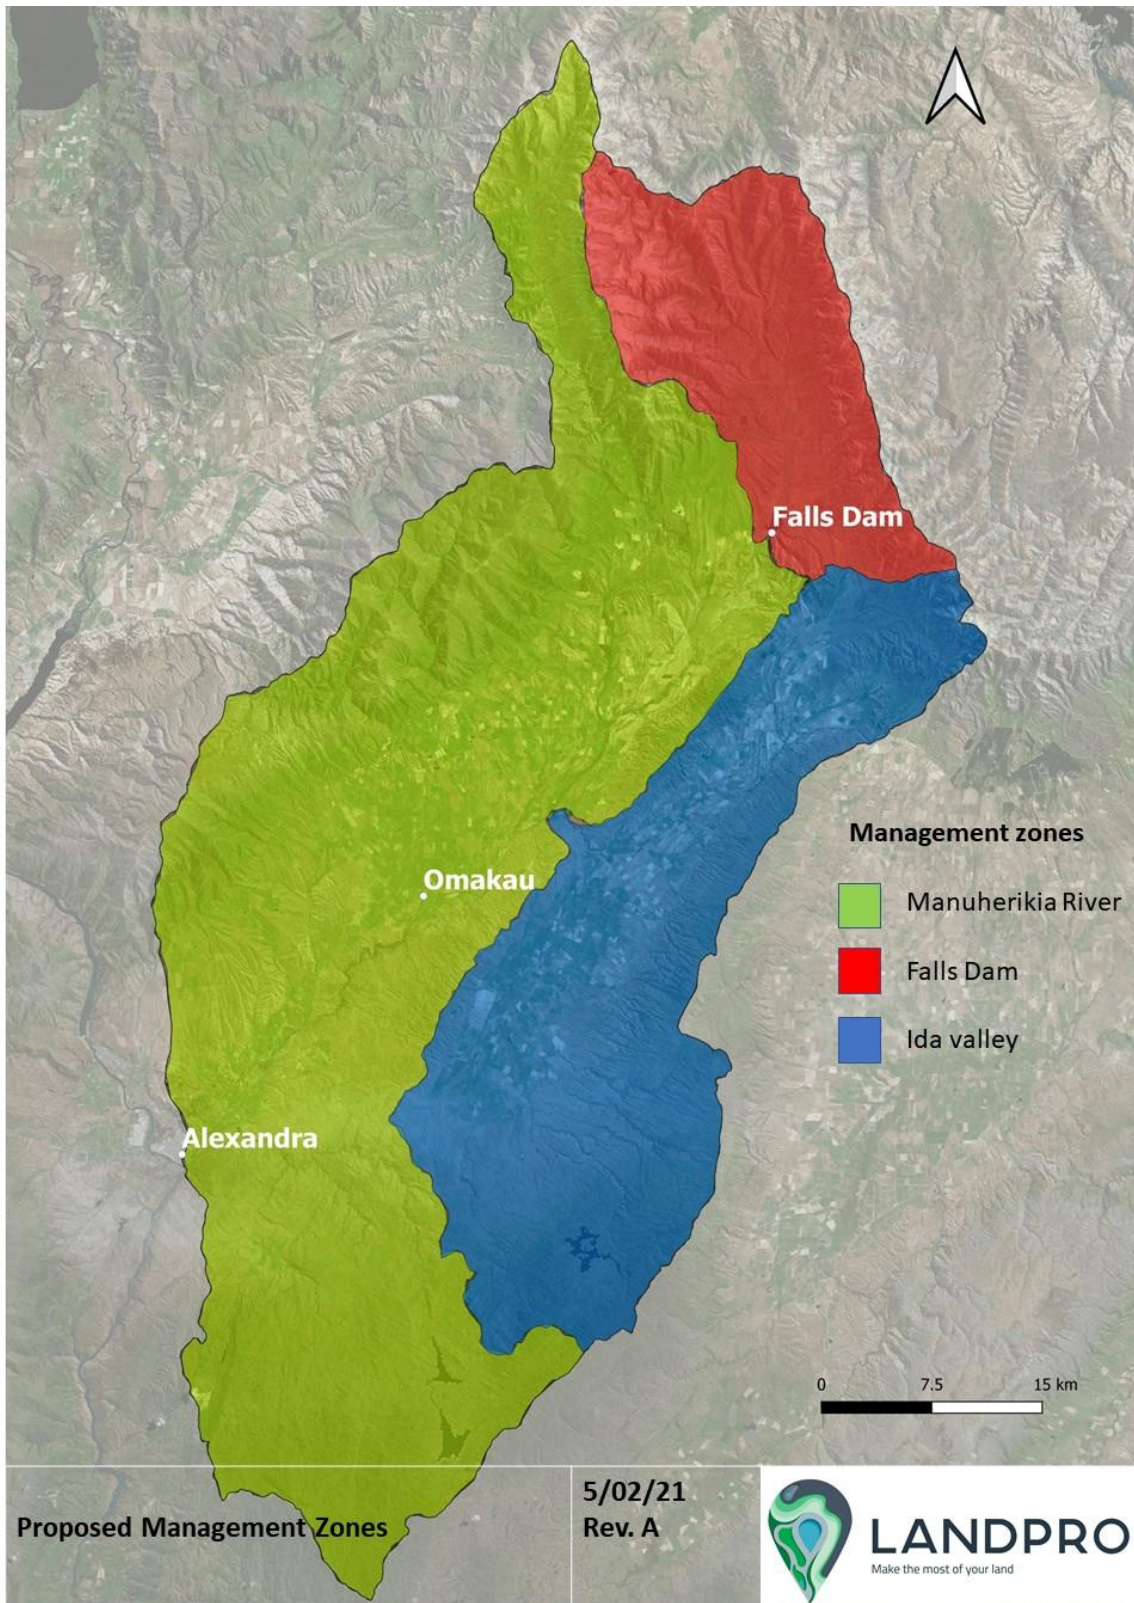 Falls Dam
Management zones
Omakau
Manuherikia River
Falls Dam
Ida valley
Alexandra
0 7.5 15 km
Proposed Management Zones
5/02/21
Rev. A
LANDPRO
Make the most of your land